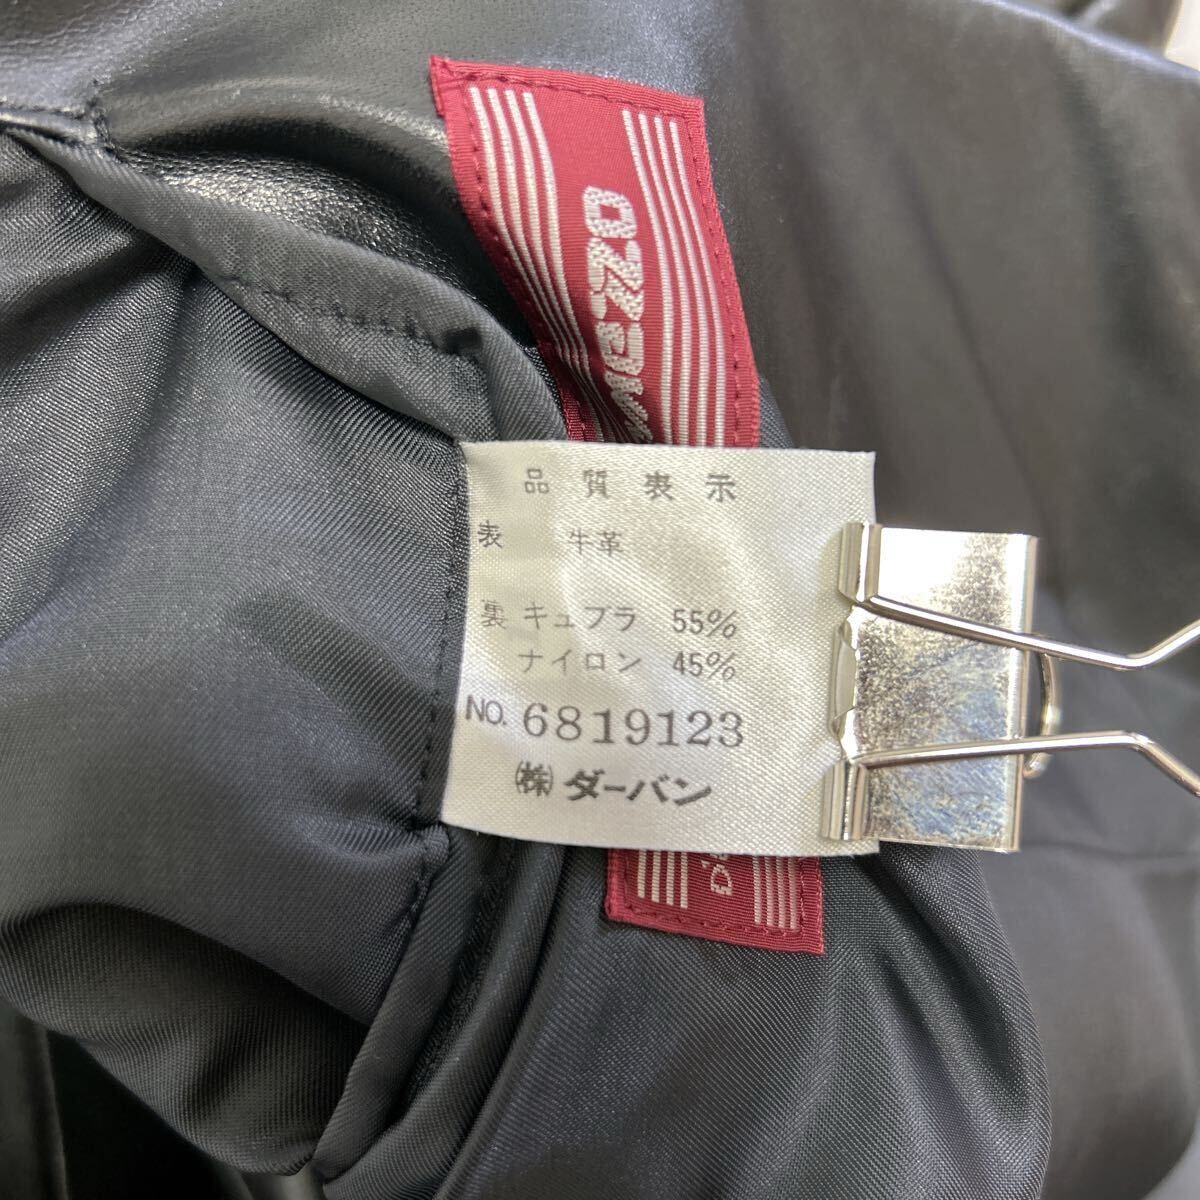 品質表示
表 牛革
裏 キュプラ 55%
ナイロン 45%
NO. 6819123
㈱ ダーバン
D'